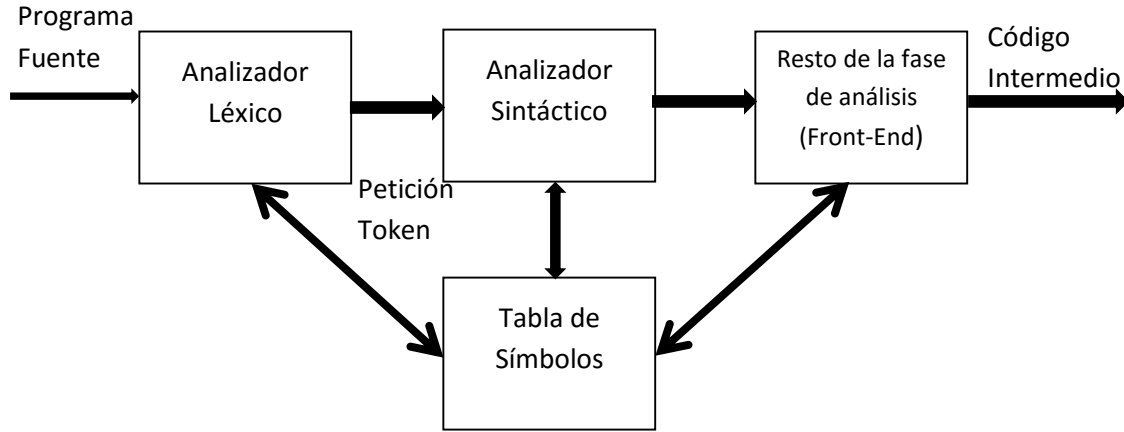 Programa
Fuente
Analizador
Léxico
Analizador
Sintáctico
Resto de la fase
de análisis
(Front-End)
Código
Intermedio
Petición
Token
Tabla de
Símbolos